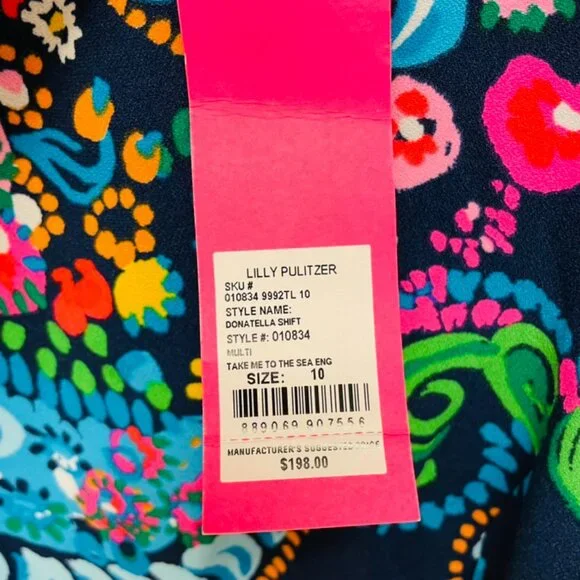 LILLY PULITZER
SKU #
010834 9992TL 10
STYLE NAME:
DONATELLA SHIFT
STYLE #: 010834
MULTI
TAKE ME TO THE SEA ENG
SIZE: 10
889069 907556
MANUFACTURER'S SUGGESTED PRICE
$198.00